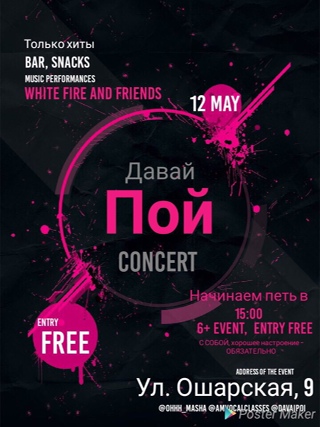 Только хиты
BAR, SNACKS
MUSIC PERFORMANCES
WHITE FIRE AND FRIENDS
12 MAY
Давай
Пой
CONCERT
Начинаем петь в
15:00
6+ EVENT, ENTRY FREE
С СОБОЙ, хорошее настроение -
ОБЯЗАТЕЛЬНО
ENTRY
FREE
ADDRESS OF THE EVENT
Ул. Ошарская, 9
@OHHH_MASHA @AMVOCALCLASSES @DAVAIPOI
Poster Maker